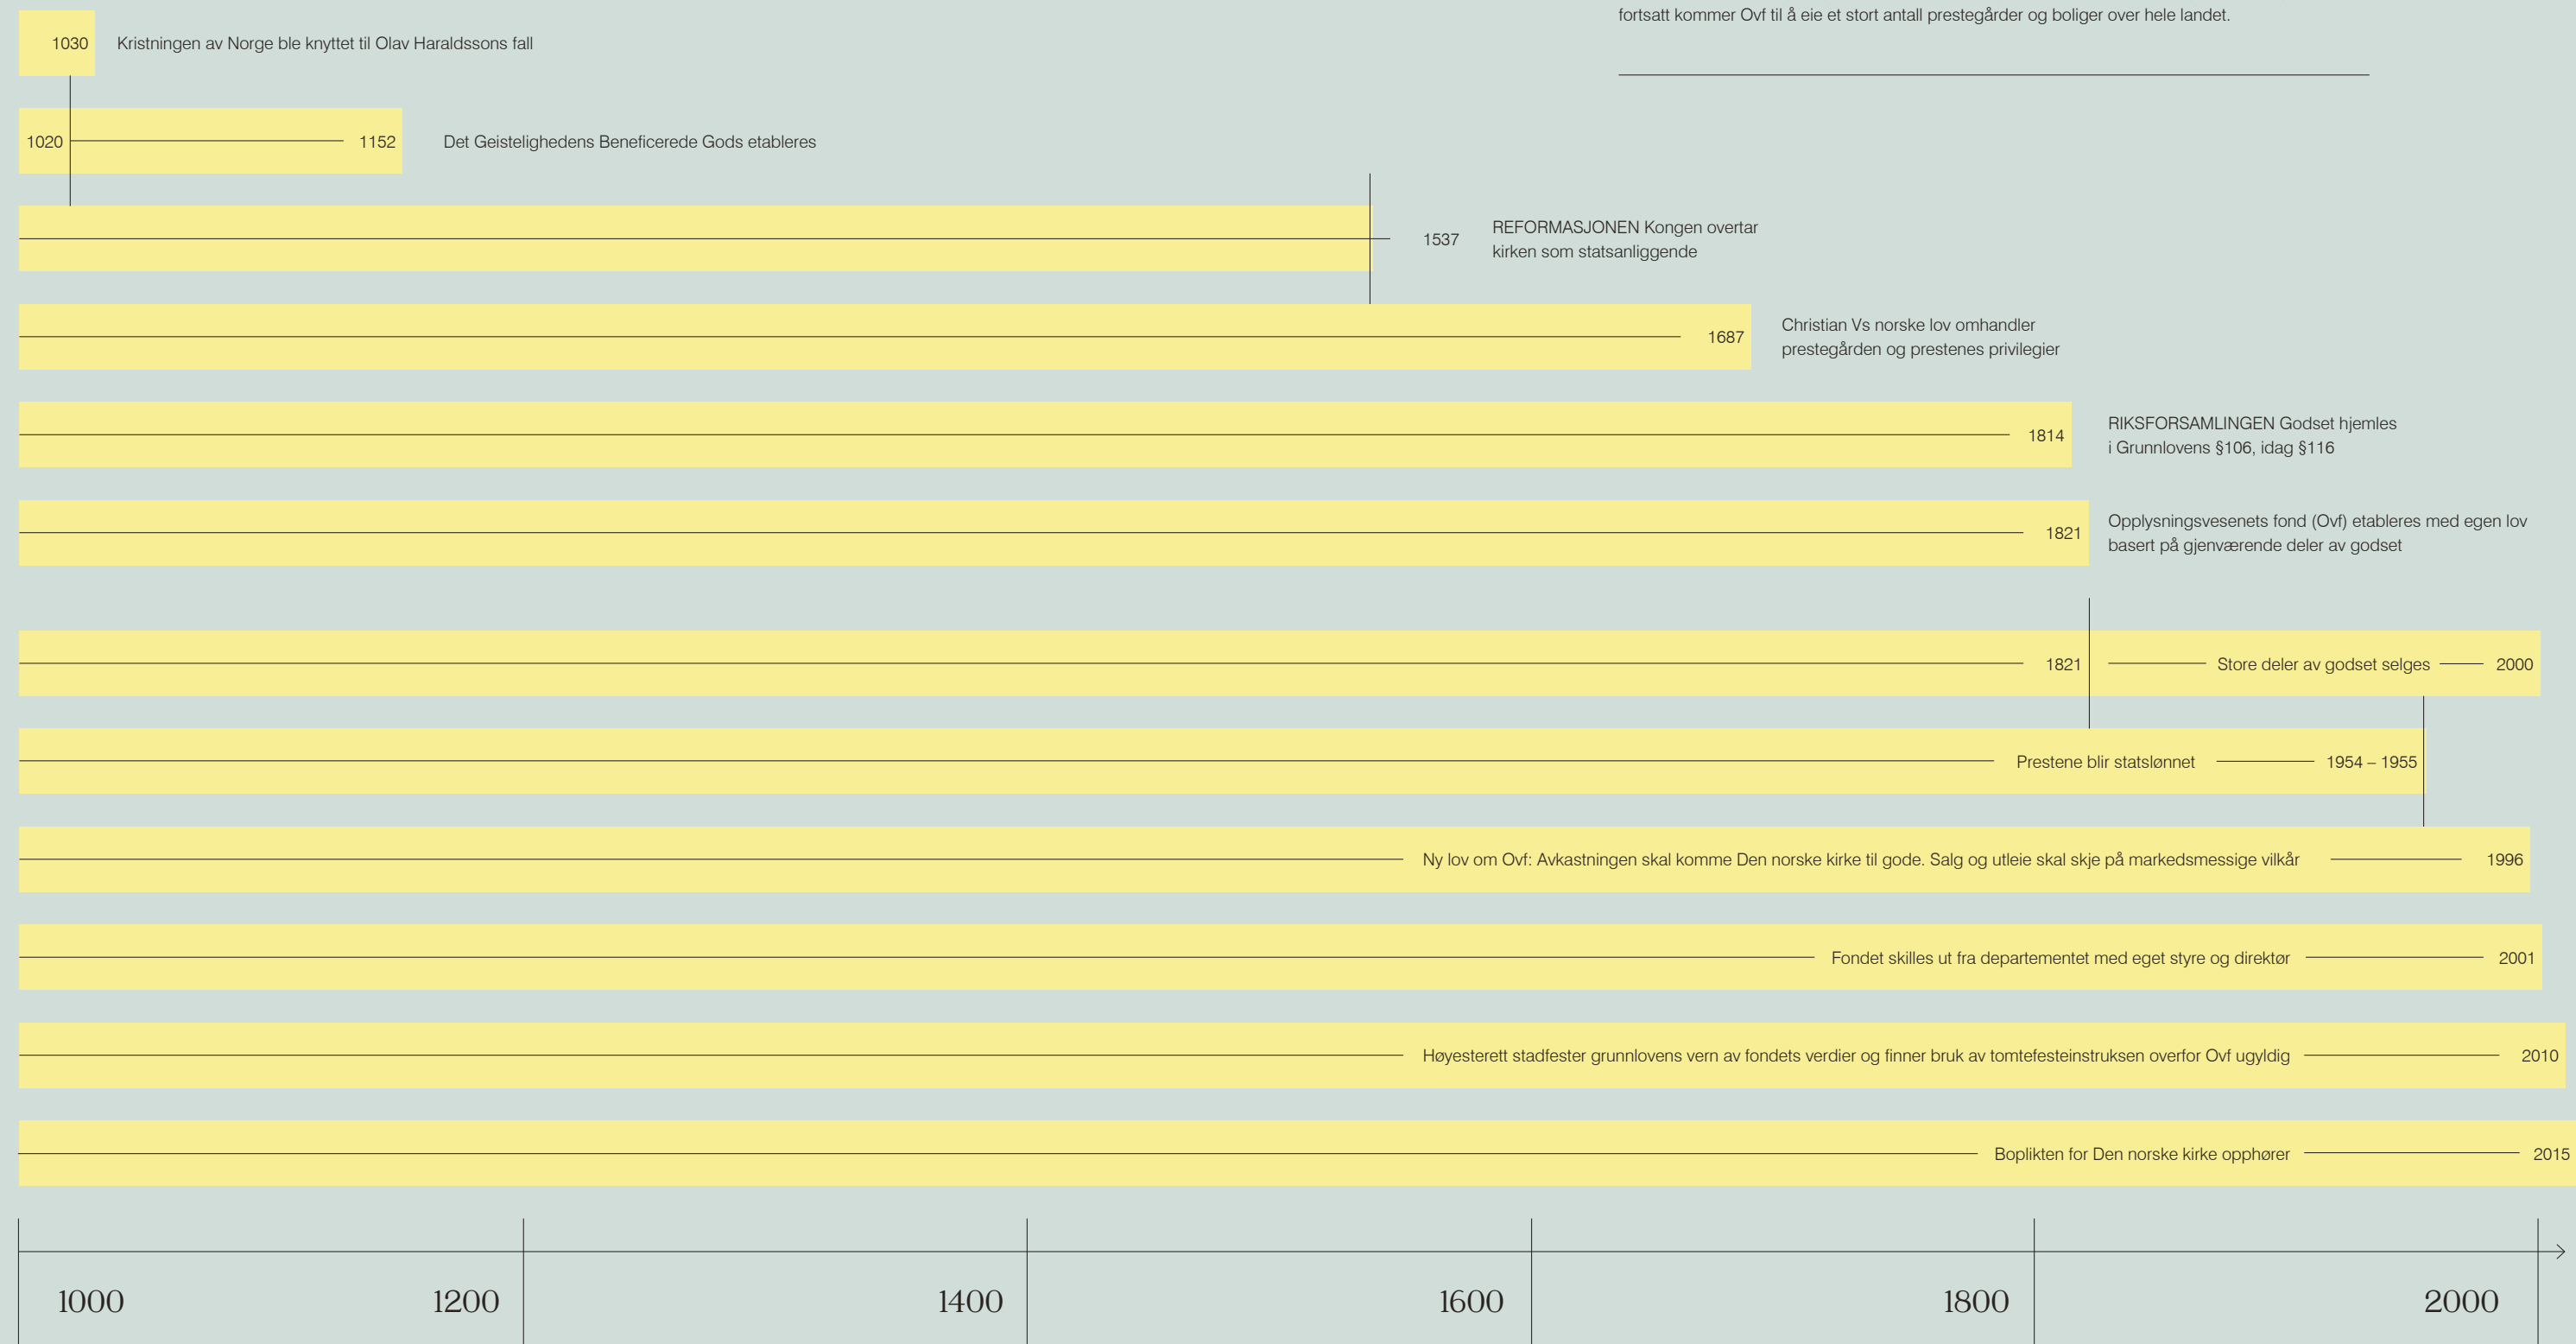 fortsatt kommer Ovf til å eie et stort antall prestegårder og boliger over hele landet.
1030 Kristningen av Norge ble knyttet til Olav Haraldssons fall
1020 1152 Det Geistelighedens Beneficerede Gods etableres
1537 REFORMASJONEN Kongen overtar
kirken som statsanliggende
1687 Christian Vs norske lov omhandler
prestegården og prestenes privilegier
1814 RIKSFORSAMLINGEN Godset hjemles
i Grunnlovens §106, idag §116
1821 Opplysningsvesenets fond (Ovf) etableres med egen lov
basert på gjenværende deler av godset
1821 Store deler av godset selges 2000
Prestene blir statslønnet 1954 – 1955
Ny lov om Ovf: Avkastningen skal komme Den norske kirke til gode. Salg og utleie skal skje på markedsmessige vilkår 1996
Fondet skilles ut fra departementet med eget styre og direktør 2001
Høyesterett stadfester grunnlovens vern av fondets verdier og finner bruk av tomtefesteinstruksen overfor Ovf ugyldig 2010
Boplikten for Den norske kirke opphører 2015
1000 1200 1400 1600 1800 2000